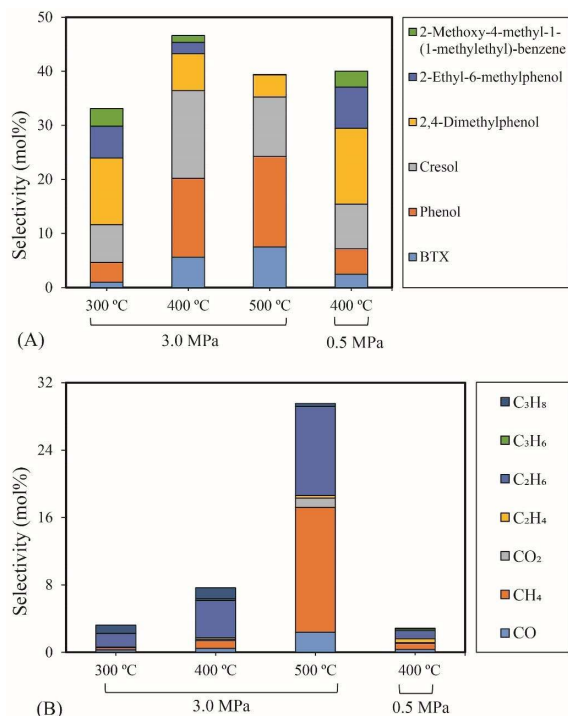 50
40
30
20
10
0
Selectivity (mol%)
300 ºC
400 ºC
500 ºC
400 ºC
3.0 MPa
0.5 MPa
(A)
2-Methoxy-4-methyl-1-
(1-methylethyl)-benzene
2-Ethyl-6-methylphenol
2,4-Dimethylphenol
Cresol
Phenol
BTX
32
24
16
8
0
Selectivity (mol%)
300 ºC
400 ºC
500 ºC
400 ºC
3.0 MPa
0.5 MPa
(B)
C₃H₈
C₃H₆
C₂H₆
C₂H₄
CO₂
CH₄
CO